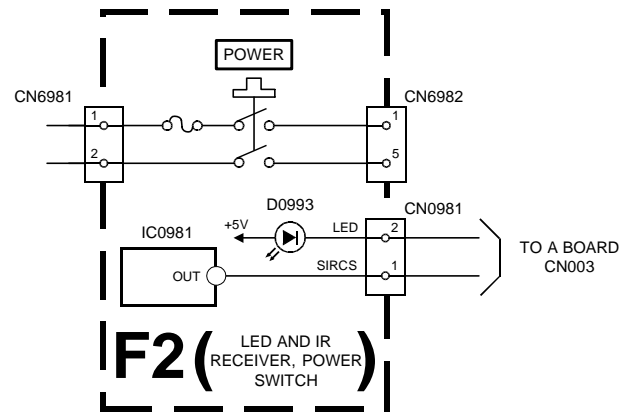 POWER
CN6981
CN6982
1
1
2
5
D0993
CN0981
IC0981
+5V
LED
2
TO A BOARD
CN003
OUT
SIRCS
1
F2 ( LED AND IR
RECEIVER, POWER
SWITCH )